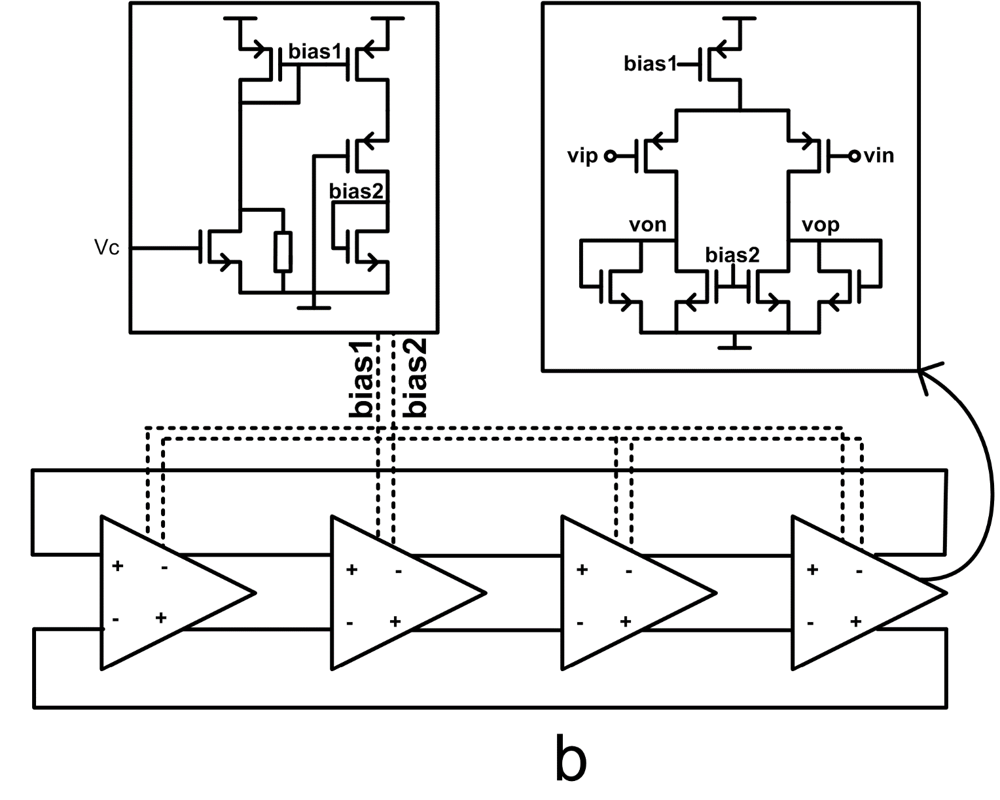 bias1
bias2
Vc
bias1
vip
vin
von
vop
bias2
bias1
bias2
+ -
- +
+ -
- +
+ -
- +
+ -
- +
b